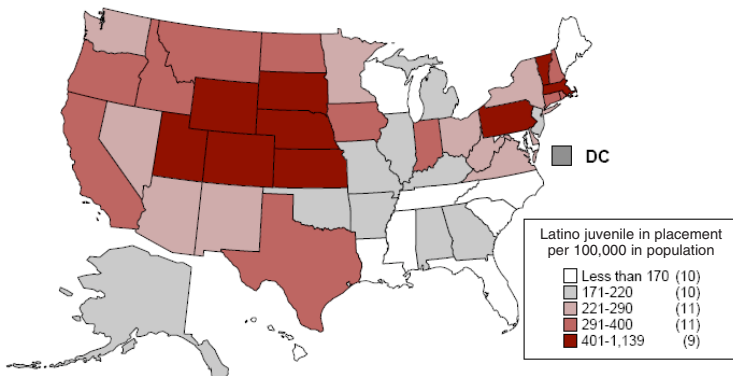 DC
Latino juvenile in placement
per 100,000 in population
Less than 170 (10)
171-220 (10)
221-290 (11)
291-400 (11)
401-1,139 (9)